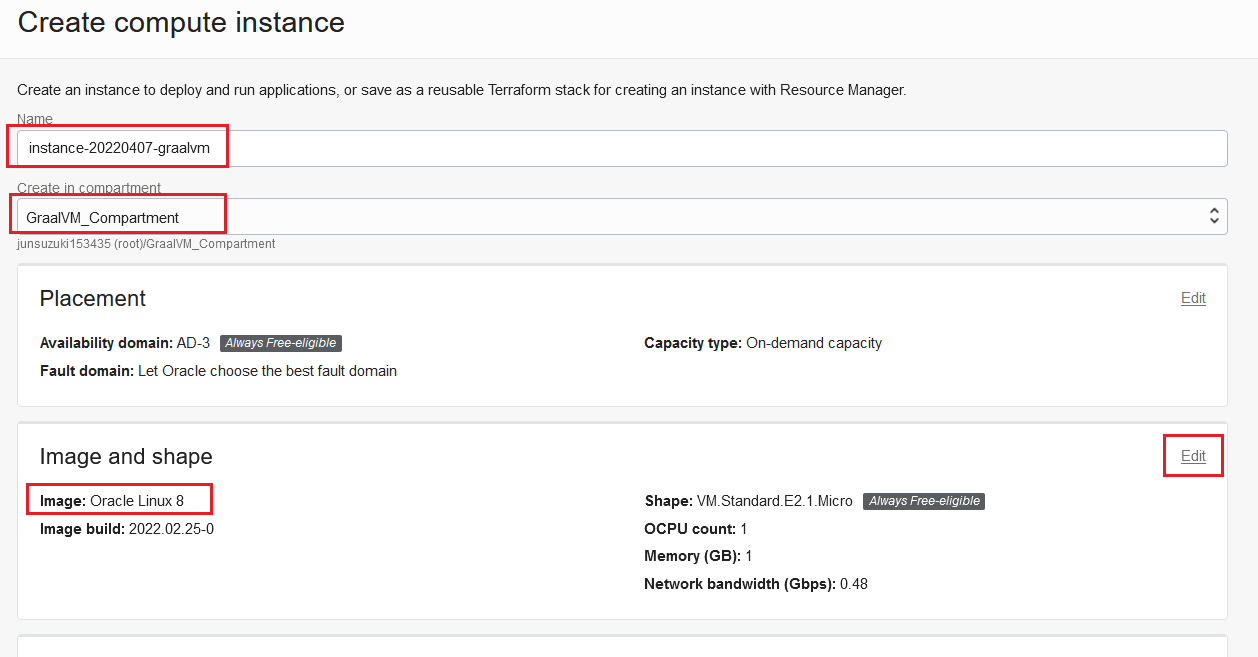 Create compute instance
Create an instance to deploy and run applications, or save as a reusable Terraform stack for creating an instance with Resource Manager.
Name
instance-20220407-graalvm
Create in compartment
GraalVM_Compartment
junsuzuki153435 (root)/GraalVM_Compartment
Placement
Edit
Availability domain: AD-3 Always Free-eligible
Capacity type: On-demand capacity
Fault domain: Let Oracle choose the best fault domain
Image and shape
Edit
Image: Oracle Linux 8
Image build: 2022.02.25-0
Shape: VM.Standard.E2.1.Micro Always Free-eligible
OCPU count: 1
Memory (GB): 1
Network bandwidth (Gbps): 0.48